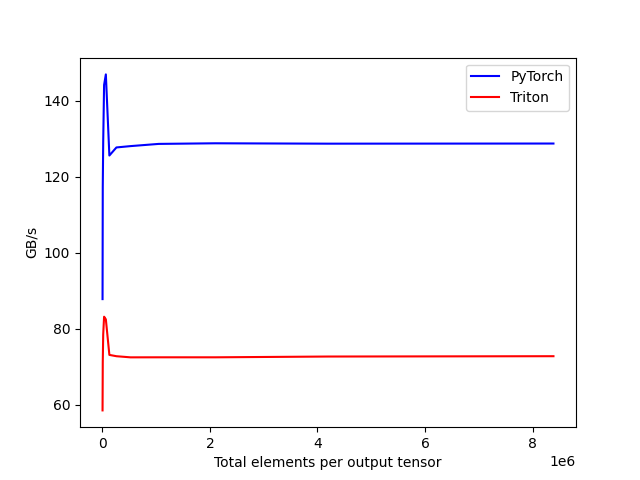 PyTorch
Triton
GB/s
140
120
100
80
60
0 2 4 6 8
1e6
Total elements per output tensor